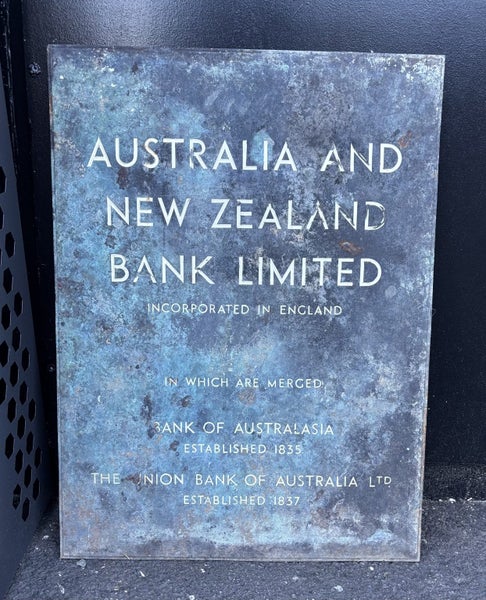 AUSTRALIA AND
NEW ZEALAND
BANK LIMITED
INCORPORATED IN ENGLAND
IN WHICH ARE MERGED
BANK OF AUSTRALASIA
ESTABLISHED 1835
THE UNION BANK OF AUSTRALIA LTD
ESTABLISHED 1837